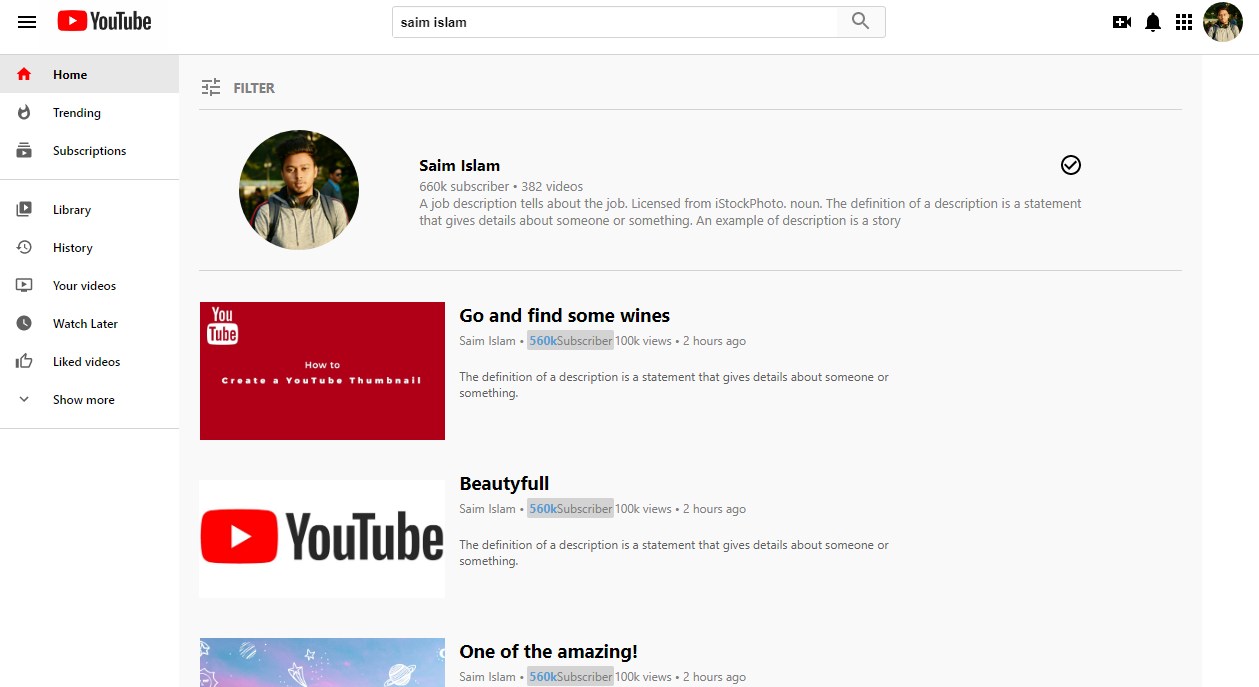 YouTube
saim islam
Home
Trending
Subscriptions
Library
History
Your videos
Watch Later
Liked videos
Show more
FILTER
Saim Islam
660k subscriber • 382 videos
A job description tells about the job. Licensed from iStockPhoto. noun. The definition of a description is a statement
that gives details about someone or something. An example of description is a story
You
Tube
How to
Create a YouTube Thumbnail
Go and find some wines
Saim Islam • 560kSubscriber 100k views • 2 hours ago
The definition of a description is a statement that gives details about someone or
something.
YouTube
Beautyfull
Saim Islam • 560kSubscriber 100k views • 2 hours ago
The definition of a description is a statement that gives details about someone or
something.
One of the amazing!
Saim Islam • 560kSubscriber 100k views • 2 hours ago